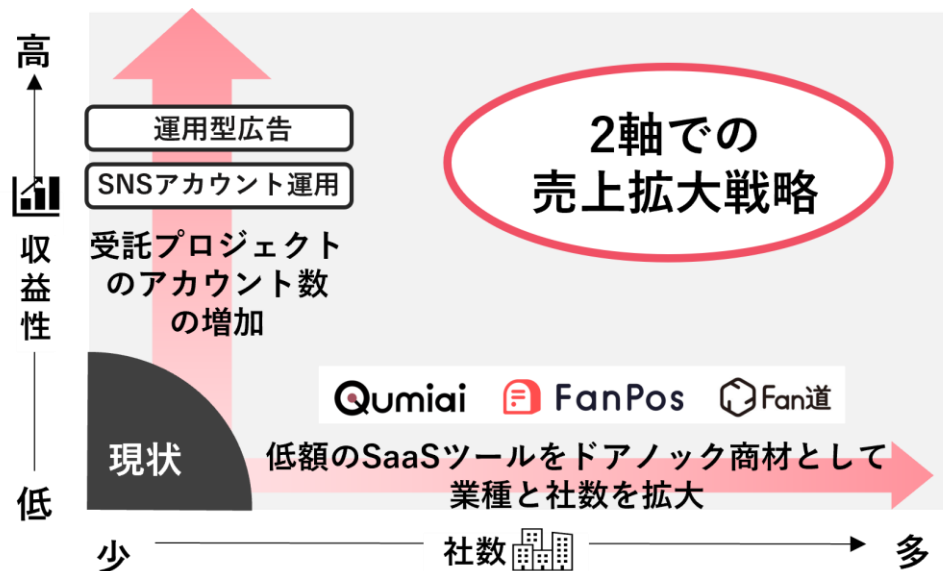 高
収益性
低
運用型広告
SNSアカウント運用
受託プロジェクト
のアカウント数
の増加
2軸での
売上拡大戦略
現状
Qumiai
FanPos
Fan道
低額のSaaSツールをドアノック商材として
業種と社数を拡大
少
社数
多